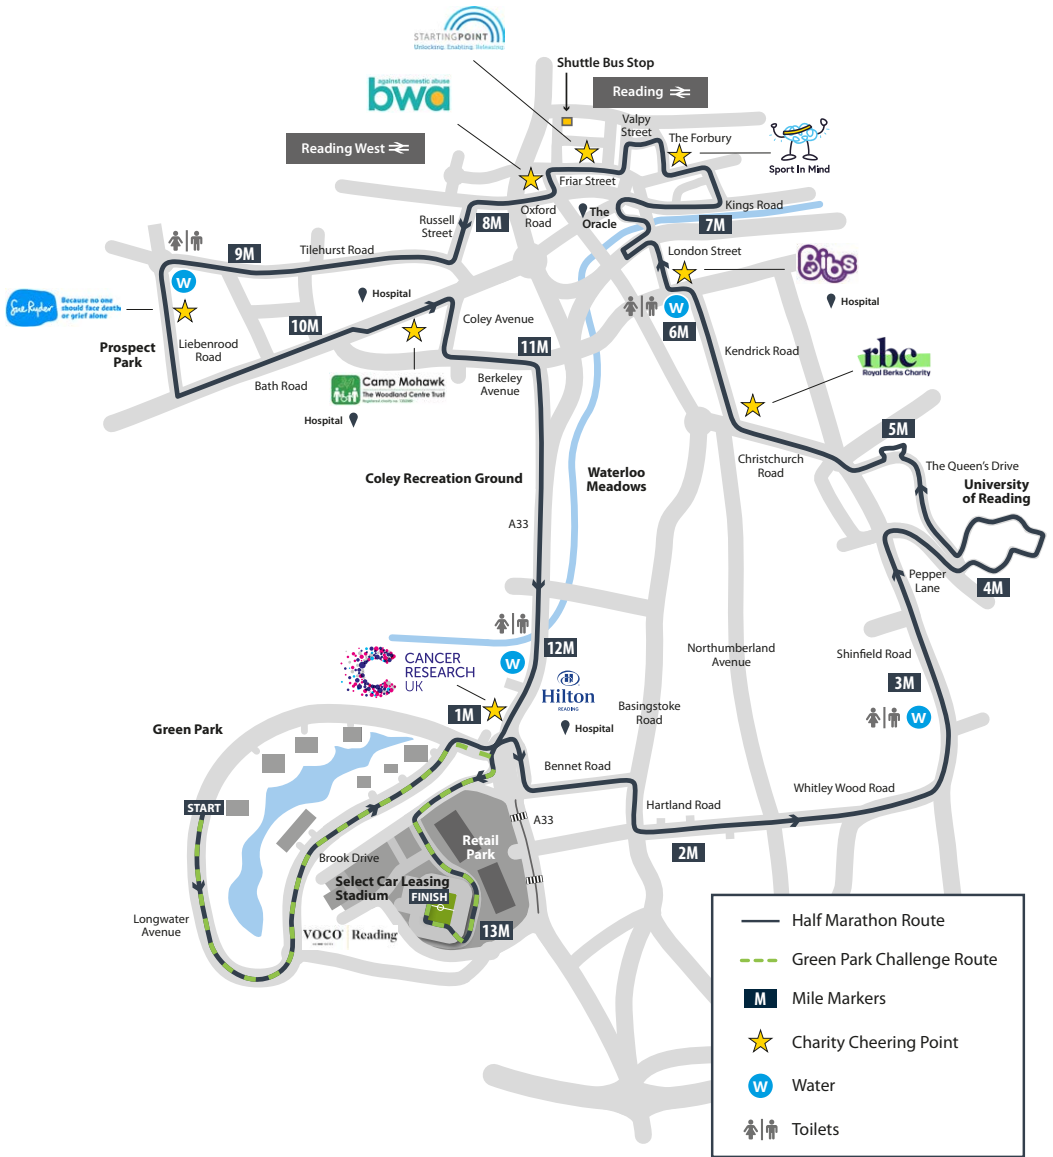 STARTINGPOINT
Unlocking. Enabling. Releasing.
Shuttle Bus Stop
against domestic abuse
bwa
Reading
Valpy
Street
The Forbury
Sport In Mind
Reading West
Friar Street
Kings Road
Oxford
Road
The
Oracle
7M
Russell
Street
8M
London Street
Bibs
9M
Tilehurst Road
W
Sue Ryder
Because no one
should face death
or grief alone
Hospital
Hospital
W
6M
10M
Coley Avenue
Prospect
Park
Liebenrood
Road
11M
Kendrick Road
rbc
Royal Berks Charity
Bath Road
Camp Mohawk
The Woodland Centre Trust
Berkeley
Avenue
Hospital
5M
Christchurch
Road
The Queen's Drive
University
of Reading
Coley Recreation Ground
Waterloo
Meadows
A33
Pepper
Lane
4M
12M
W
CANCER
RESEARCH
UK
Northumberland
Avenue
Shinfield Road
3M
Hilton
READING
W
1M
Basingstoke
Road
Hospital
Green Park
Bennet Road
START
Whitley Wood Road
Hartland Road
A33
2M
Retail
Park
Brook Drive
Select Car Leasing
Stadium
FINISH
Longwater
Avenue
VOCO Reading
13M
Half Marathon Route
Green Park Challenge Route
M Mile Markers
Charity Cheering Point
W Water
Toilets